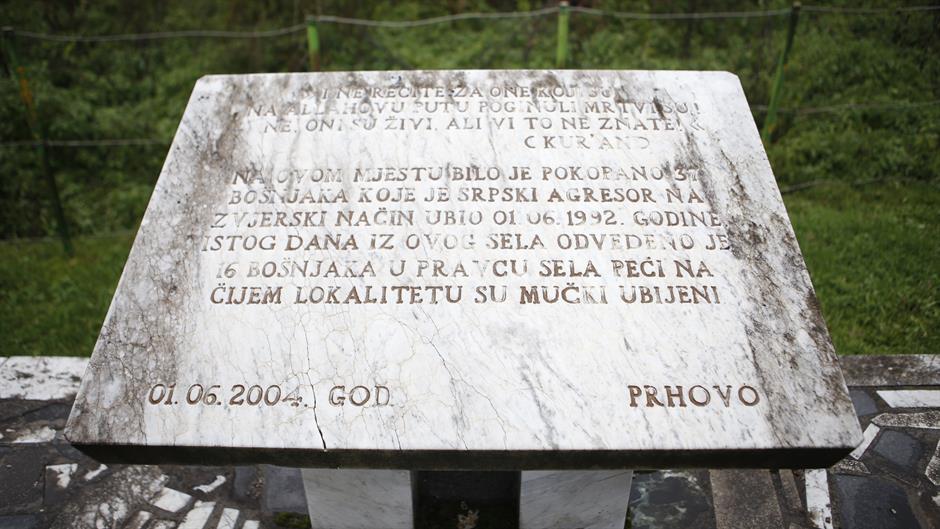 "I NE RECITE ZA ONE KOJI SU
NA ALLAHOVU PUTU POGINULI MRTVI SU!
NE, ONI SU ŽIVI, ALI VI TO NE ZNATE!
(KUR'AN)
NA OVOM MJESTU BILO JE POKOPANO 37
BOŠNJAKA KOJE JE SRPSKI AGRESOR NA
ZVJERSKI NAČIN UBIO 01.06.1992. GODINE
ISTOG DANA IZ OVOG SELA ODVEDENO JE
16 BOŠNJAKA U PRAVCU SELA PEĆI NA
ČIJEM LOKALITETU SU MUČKI UBIJENI
01.06.2004. GOD. PRHOVO